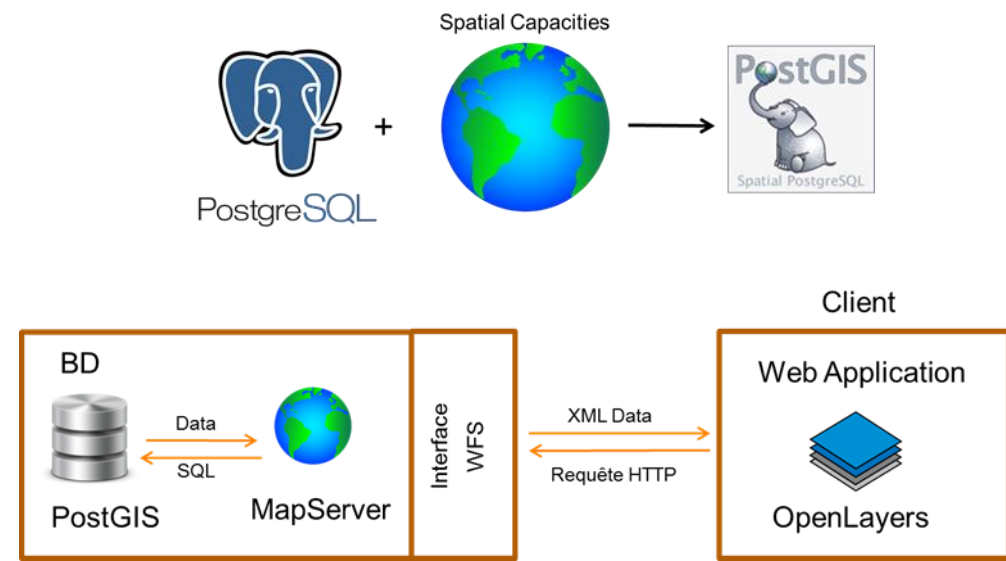 Spatial Capacities
PostgreSQL
+
PostGIS
Spatial PostgreSQL
Client
BD
Data
SQL
PostGIS
MapServer
Interface
WFS
XML Data
Requête HTTP
Web Application
OpenLayers